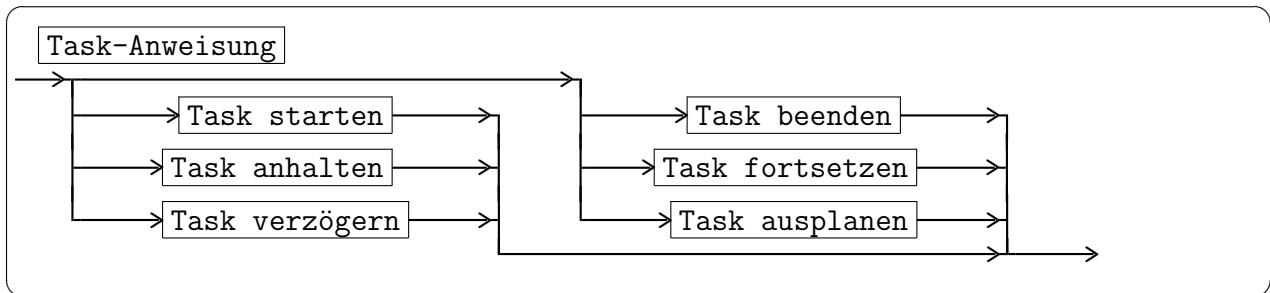 Task-Anweisung
Task starten
Task beenden
Task anhalten
Task fortsetzen
Task verzögern
Task ausplanen